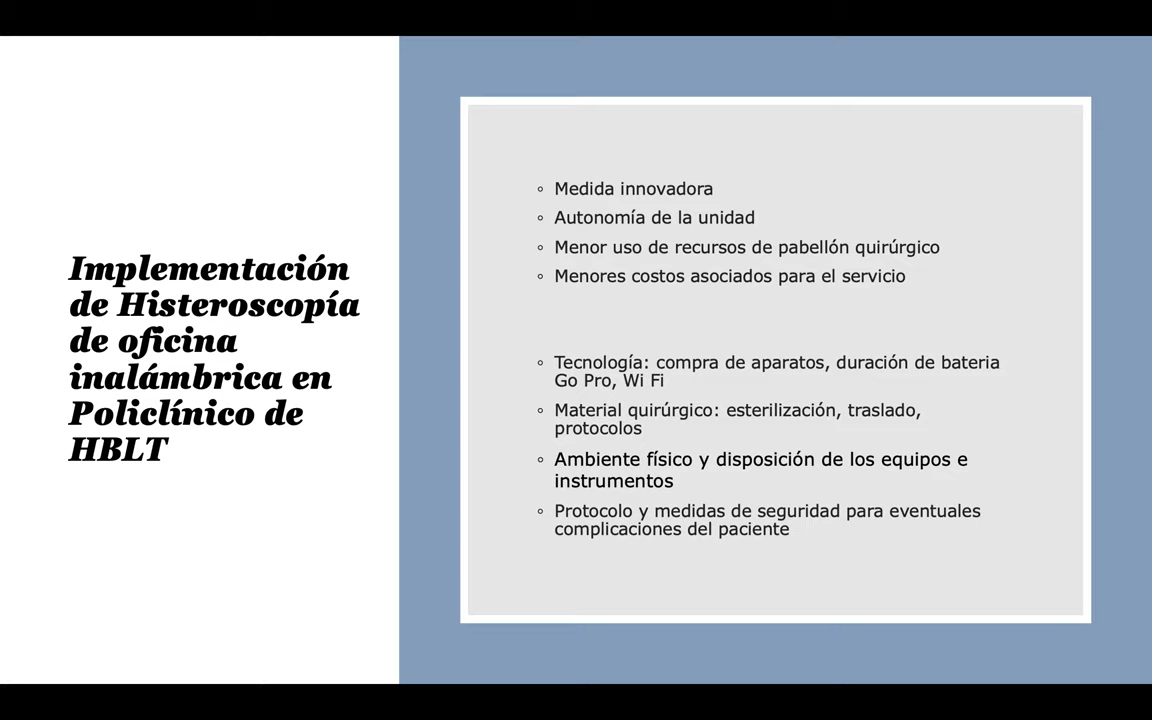 Implementación
de Histeroscopía
de oficina
inalámbrica en
Policlínico de
HBLT
◦ Medida innovadora
◦ Autonomía de la unidad
◦ Menor uso de recursos de pabellón quirúrgico
◦ Menores costos asociados para el servicio
◦ Tecnología: compra de aparatos, duración de bateria
Go Pro, Wi Fi
◦ Material quirúrgico: esterilización, traslado,
protocolos
◦ Ambiente físico y disposición de los equipos e
instrumentos
◦ Protocolo y medidas de seguridad para eventuales
complicaciones del paciente